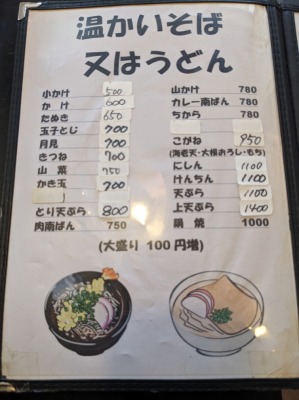 温かいそば
又はうどん
小かけ 500
かけ 600
たぬき 650
玉子とじ 700
月見 700
きつね 700
山菜 750
かき玉 700
とり天ぷら 800
肉南ばん 750
山かけ 780
カレー南ばん 780
ちから 780
こがね 950
(海老天・大根おろし・もち)
にしん 1100
けんちん 1100
天ぷら 1100
上天ぷら 1400
鍋焼 1000
(大盛り 100円増)